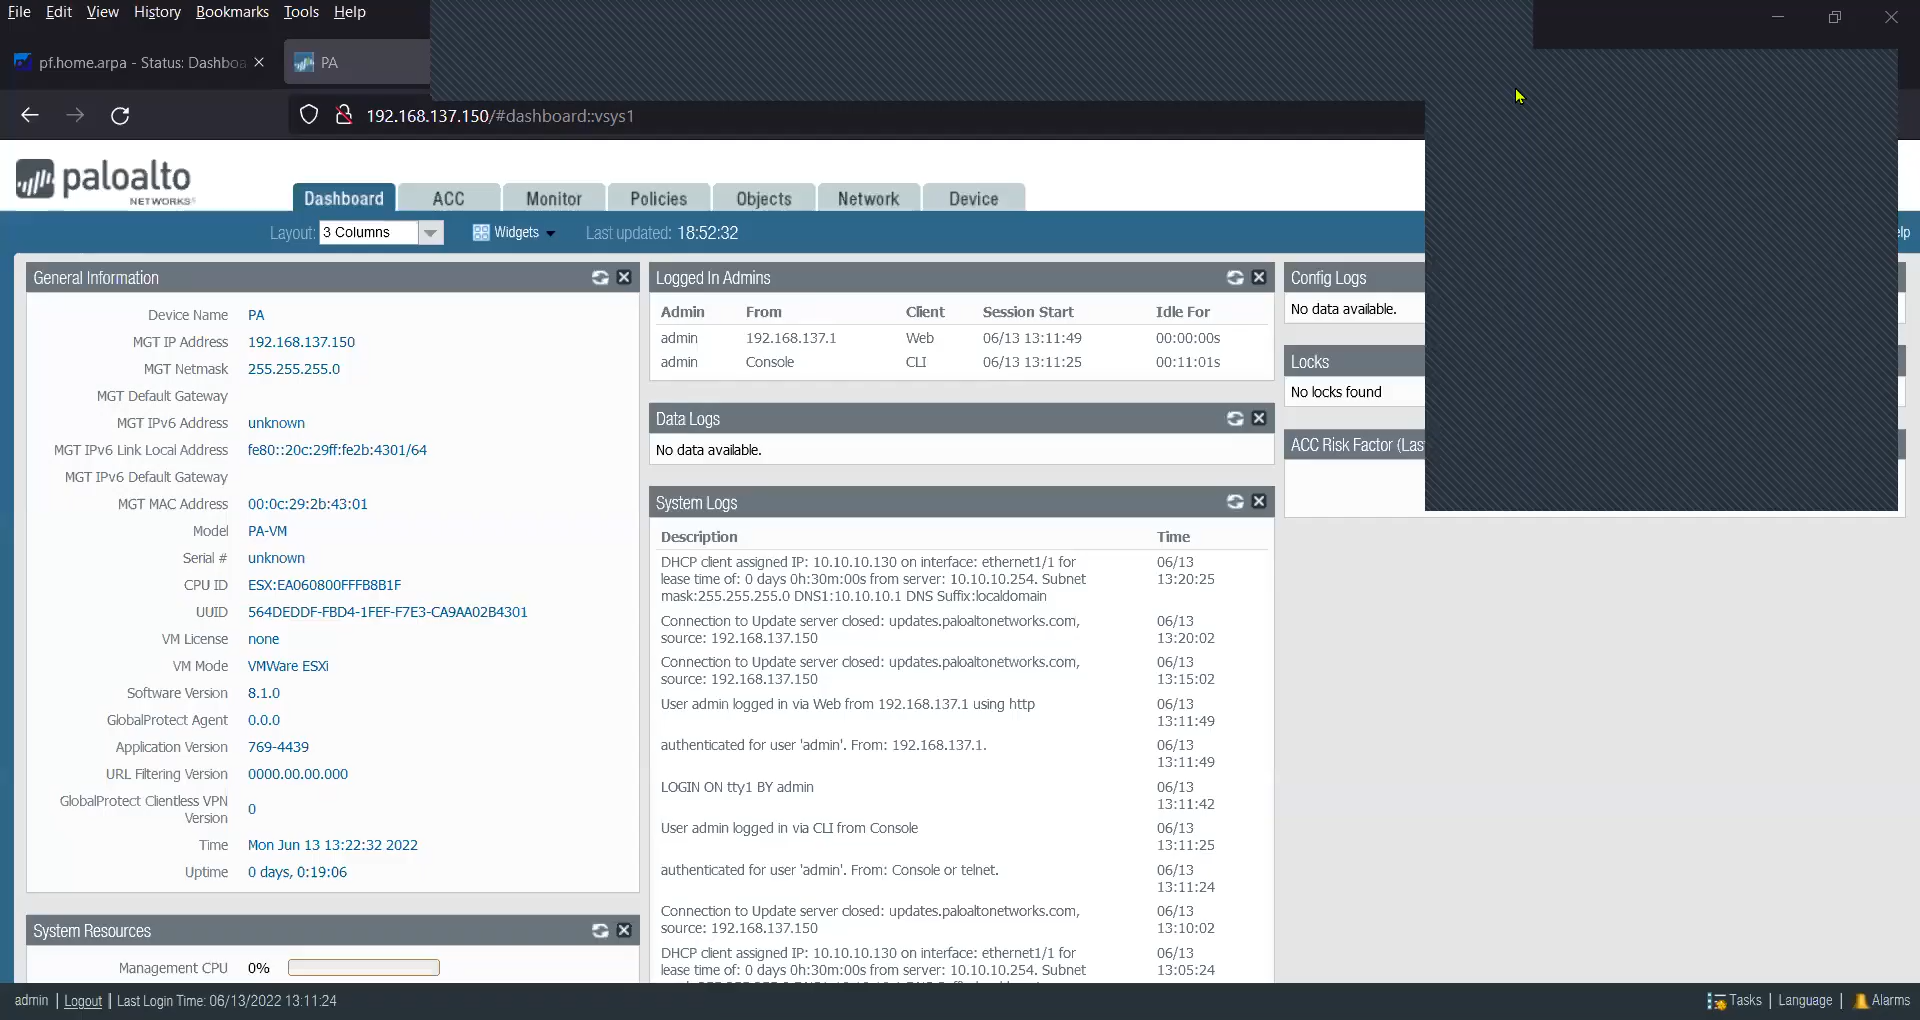 File Edit View History Bookmarks Tools Help
pf.home.arpa - Status: Dashboa
PA
192.168.137.150/#dashboard::vsys1
paloalto
NETWORKS
Dashboard ACC Monitor Policies Objects Network Device
Layout: 3 Columns Widgets Last updated: 18:52:32
elp
General Information
Device Name PA
MGT IP Address 192.168.137.150
MGT Netmask 255.255.255.0
MGT Default Gateway
MGT IPv6 Address unknown
MGT IPv6 Link Local Address fe80::20c:29ff:fe2b:4301/64
MGT IPv6 Default Gateway
MGT MAC Address 00:0c:29:2b:43:01
Model PA-VM
Serial # unknown
CPU ID ESX:EA060800FFFB8B1F
UUID 564DEDDF-FBD4-1FEF-F7E3-CA9AA02B4301
VM License none
VM Mode VMWare ESXi
Software Version 8.1.0
GlobalProtect Agent 0.0.0
Application Version 769-4439
URL Filtering Version 0000.00.00.000
GlobalProtect Clientless VPN
Version 0
Time Mon Jun 13 13:22:32 2022
Uptime 0 days, 0:19:06
System Resources
Management CPU 0%
Logged In Admins
Admin From Client Session Start Idle For
admin 192.168.137.1 Web 06/13 13:11:49 00:00:00s
admin Console CLI 06/13 13:11:25 00:11:01s
Data Logs
No data available.
System Logs
Description Time
DHCP client assigned IP: 10.10.10.130 on interface: ethernet1/1 for 06/13
lease time of: 0 days 0h:30m:00s from server: 10.10.10.254. Subnet 13:20:25
mask:255.255.255.0 DNS1:10.10.10.1 DNS Suffix:localdomain
Connection to Update server closed: updates.paloaltonetworks.com, 06/13
source: 192.168.137.150 13:20:02
Connection to Update server closed: updates.paloaltonetworks.com, 06/13
source: 192.168.137.150 13:15:02
User admin logged in via Web from 192.168.137.1 using http 06/13
13:11:49
authenticated for user 'admin'. From: 192.168.137.1. 06/13
13:11:49
LOGIN ON tty1 BY admin 06/13
13:11:42
User admin logged in via CLI from Console 06/13
13:11:25
authenticated for user 'admin'. From: Console or telnet. 06/13
13:11:24
Connection to Update server closed: updates.paloaltonetworks.com, 06/13
source: 192.168.137.150 13:10:02
DHCP client assigned IP: 10.10.10.130 on interface: ethernet1/1 for 06/13
lease time of: 0 days 0h:30m:00s from server: 10.10.10.254. Subnet 13:05:24
Config Logs
No data available.
Locks
No locks found
ACC Risk Factor (Las
admin | Logout | Last Login Time: 06/13/2022 13:11:24
Tasks | Language | Alarms